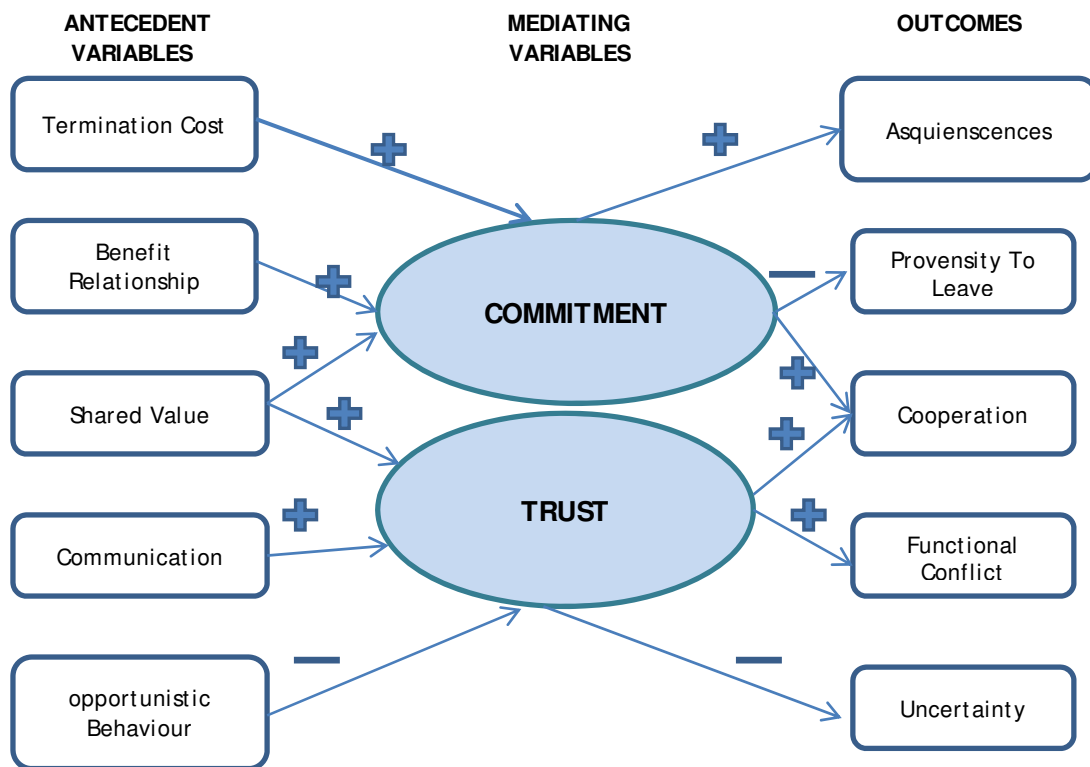 ANTECEDENT
VARIABLES
MEDIATING
VARIABLES
OUTCOMES
Termination Cost
Asquienscences
Benefit
Relationship
Provensity To
Leave
COMMITMENT
Shared Value
Cooperation
TRUST
Communication
Functional
Conflict
opportunistic
Behaviour
Uncertainty